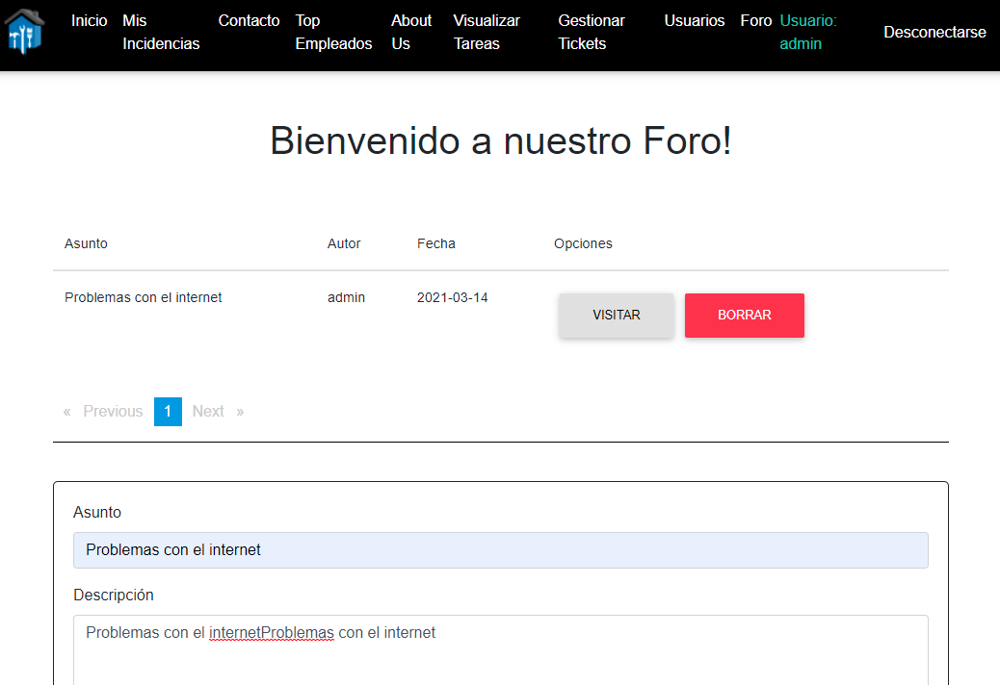 Inicio Mis Incidencias Contacto Top Empleados About Us Visualizar Tareas Gestionar Tickets Usuarios Foro Usuario: admin Desconectarse
Bienvenido a nuestro Foro!
Asunto Autor Fecha Opciones
Problemas con el internet admin 2021-03-14 VISITAR BORRAR
« Previous 1 Next »
Asunto
Problemas con el internet
Descripción
Problemas con el internetProblemas con el internet